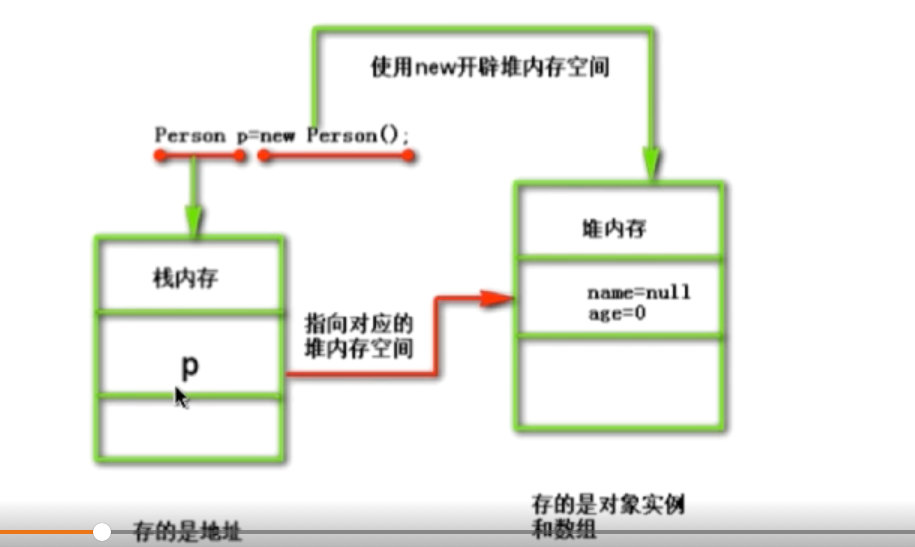 使用new开辟堆内存空间
Person p=new Person();
堆内存
栈内存
name=null
age=0
指向对应的
堆内存空间
p
存的是对象实例
和数组
存的是地址